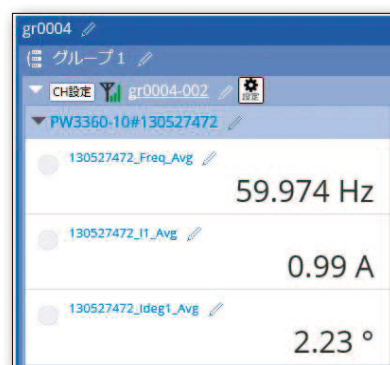 gr0004
グループ1
CH設定 gr0004-002 設定
PW3360-10#130527472
130527472_Freq_Avg
59.974 Hz
130527472_I1_Avg
0.99 A
130527472_Ideg1_Avg
2.23 °